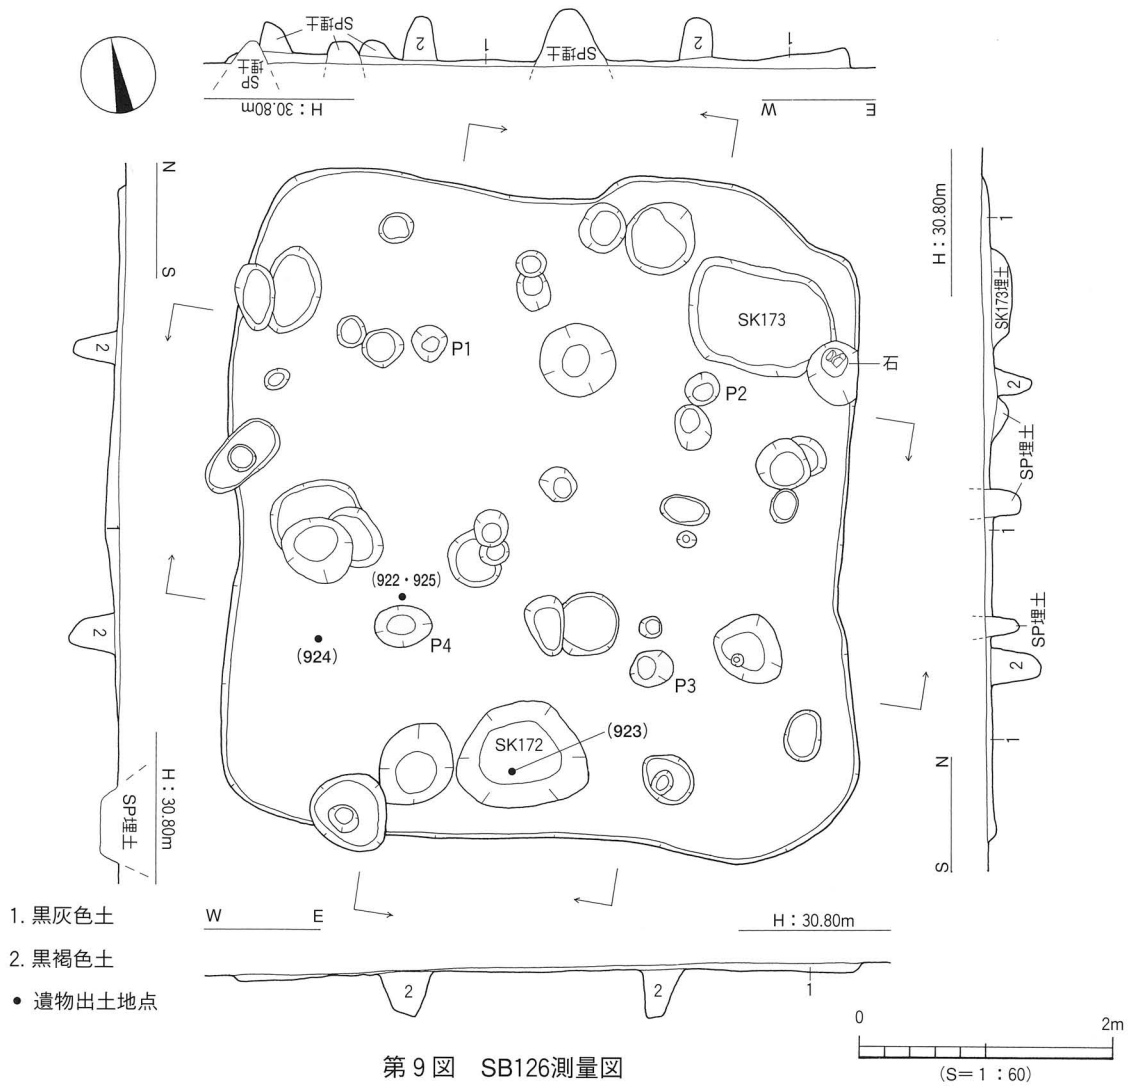 SP埋土
2
1
SP埋土
2
1
SP埋土
H：30.80m
W
E
N
S
H：30.80m
1
SK173埋土
2
SP埋土
1
SP埋土
2
1
N
S
2
1
2
SP埋土
H：30.80m
P1
SK173
石
P2
(922・925)
P4
(924)
P3
SK172
(923)
1. 黒灰色土
2. 黒褐色土
● 遺物出土地点
W
E
H：30.80m
2
2
1
0
2m
(S＝1：60)
第9図　SB126測量図